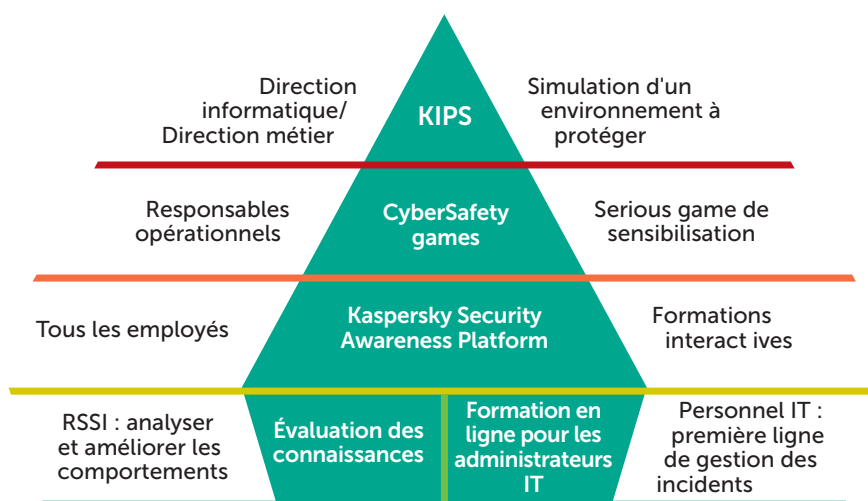 Direction
informatique/
Direction métier
KIPS
Simulation d'un
environnement à
protéger
Responsables
opérationnels
CyberSafety
games
Serious game de
sensibilisation
Tous les employés
Kaspersky Security
Awareness Platform
Formations
interact ives
RSSI : analyser
et améliorer les
comportements
Évaluation des
connaissances
Formation en
ligne pour les
administrateurs
IT
Personnel IT :
première ligne
de gestion des
incidents